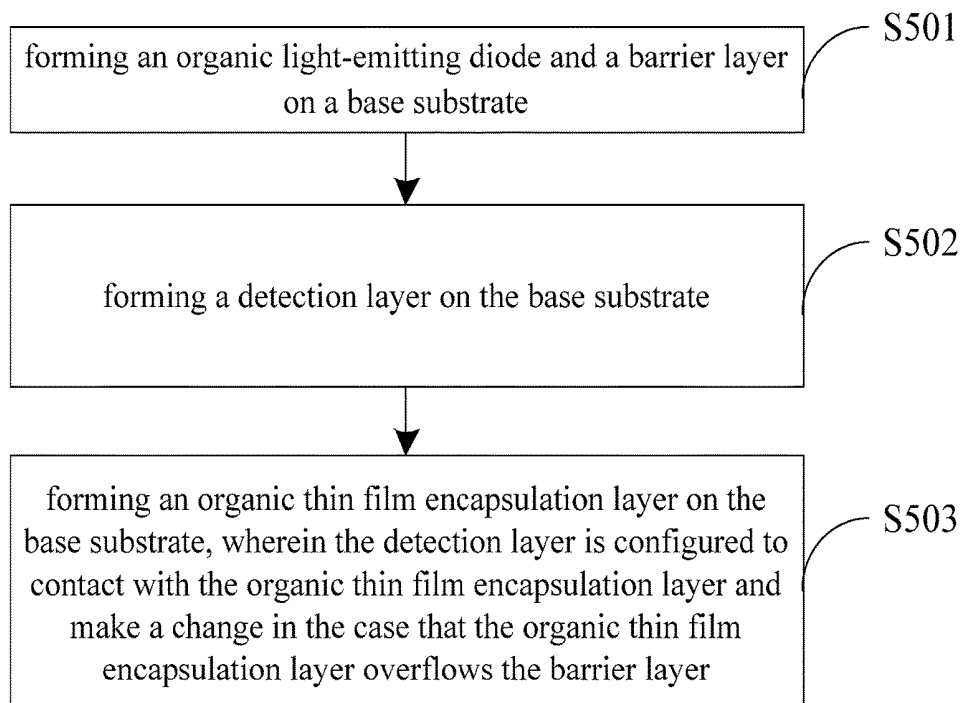 S501
forming an organic light-emitting diode and a barrier layer
on a base substrate
S502
forming a detection layer on the base substrate
S503
forming an organic thin film encapsulation layer on the
base substrate, wherein the detection layer is configured to
contact with the organic thin film encapsulation layer and
make a change in the case that the organic thin film
encapsulation layer overflows the barrier layer